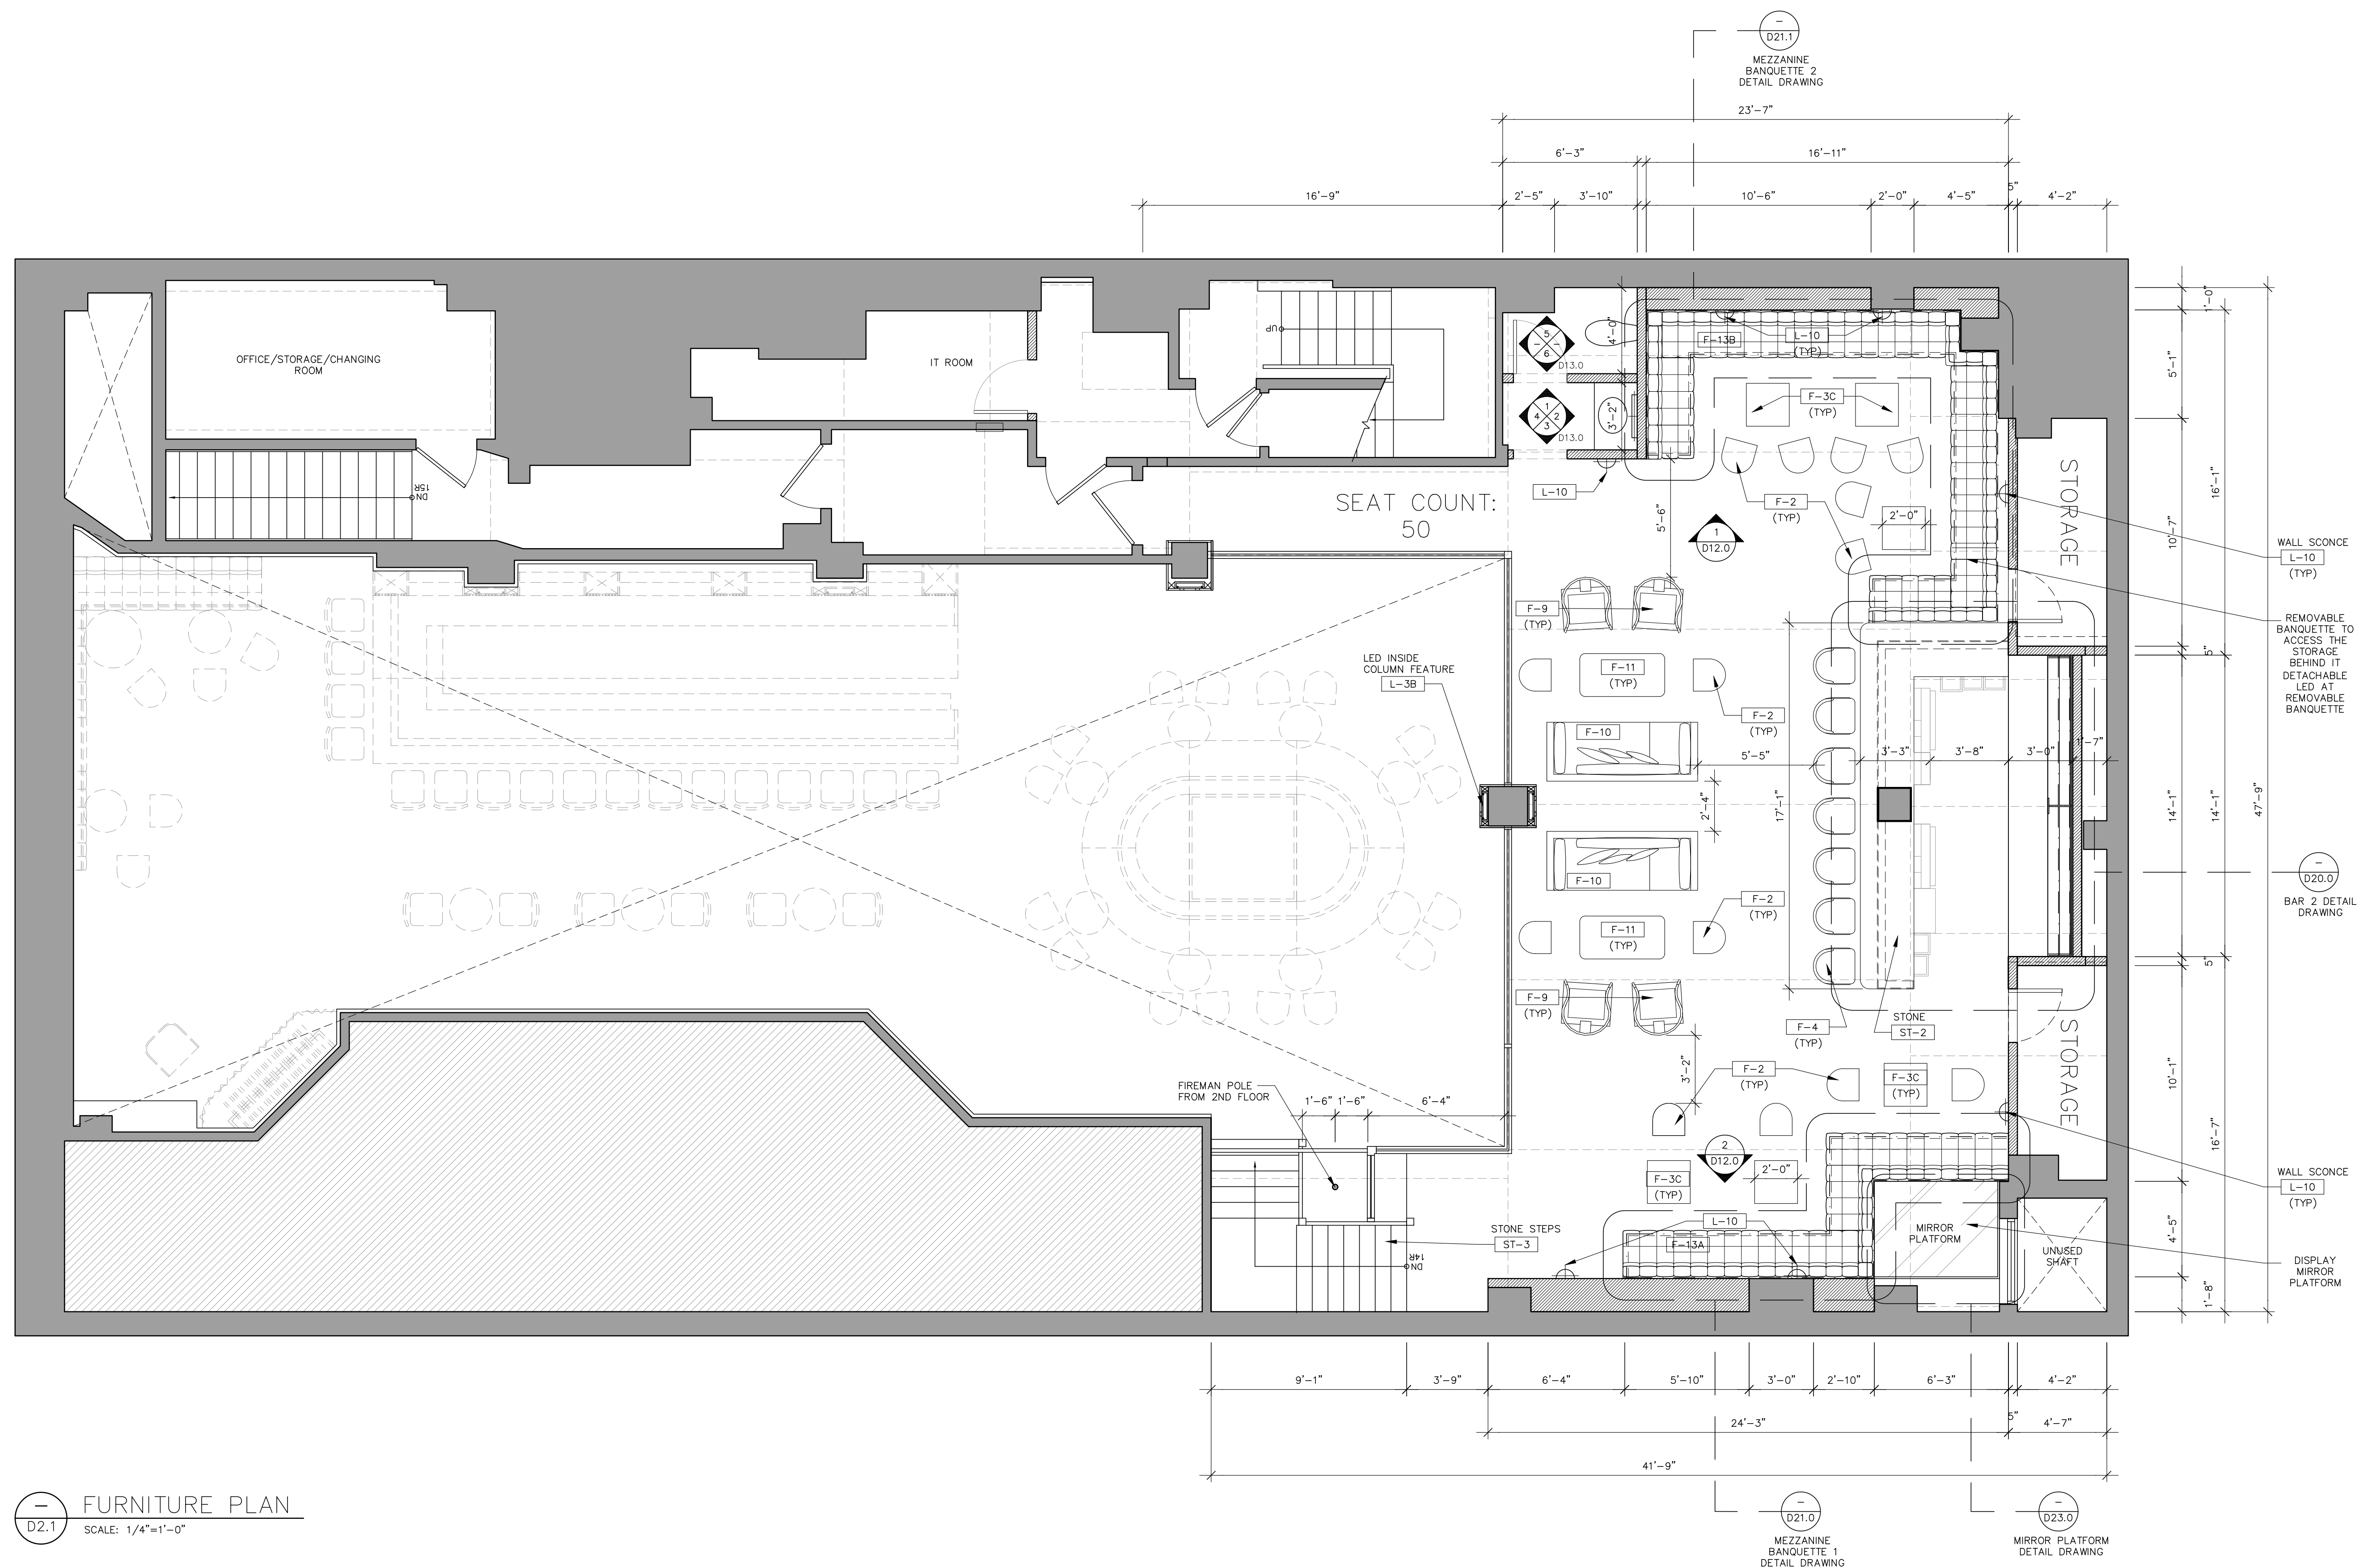 –
D21.1
MEZZANINE
BANQUETTE 2
DETAIL DRAWING
23'-7"
6'-3"
16'-11"
16'-9"
2'-5"
3'-10"
10'-6"
2'-0"
4'-5"
5"
4'-2"
OFFICE/STORAGE/CHANGING
ROOM
IT ROOM
UP
DN
15R
5
–
–
6
D13.0
1
4
2
3
D13.0
4'-0"
3'-2"
F-13B
L-10
(TYP)
F-3C
(TYP)
L-10
F-2
(TYP)
2'-0"
SEAT COUNT:
50
5'-6"
1
D12.0
STORAGE
1'-0"
5'-1"
16'-1"
10'-7"
5"
14'-1"
14'-1"
47'-9"
5"
10'-1"
16'-7"
4'-5"
1'-8"
WALL SCONCE
L-10
(TYP)
REMOVABLE
BANQUETTE TO
ACCESS THE
STORAGE
BEHIND IT
DETACHABLE
LED AT
REMOVABLE
BANQUETTE
F-9
(TYP)
LED INSIDE
COLUMN FEATURE
L-3B
F-11
(TYP)
F-2
(TYP)
F-10
5'-5"
3'-3"
3'-8"
3'-0"
1'-7"
2'-4"
17'-1"
F-10
F-2
(TYP)
F-11
(TYP)
–
D20.0
BAR 2 DETAIL
DRAWING
F-9
(TYP)
F-4
(TYP)
STONE
ST-2
STORAGE
3'-2"
F-2
(TYP)
F-3C
(TYP)
FIREMAN POLE
FROM 2ND FLOOR
1'-6"
1'-6"
6'-4"
2
D12.0
F-3C
(TYP)
2'-0"
WALL SCONCE
L-10
(TYP)
STONE STEPS
ST-3
L-10
F-13A
MIRROR
PLATFORM
UNUSED
SHAFT
DISPLAY
MIRROR
PLATFORM
DN
14R
9'-1"
3'-9"
6'-4"
5'-10"
3'-0"
2'-10"
6'-3"
4'-2"
24'-3"
5"
4'-7"
41'-9"
–
D21.0
MEZZANINE
BANQUETTE 1
DETAIL DRAWING
–
D23.0
MIRROR PLATFORM
DETAIL DRAWING
–
D2.1
FURNITURE PLAN
SCALE: 1/4"=1'-0"